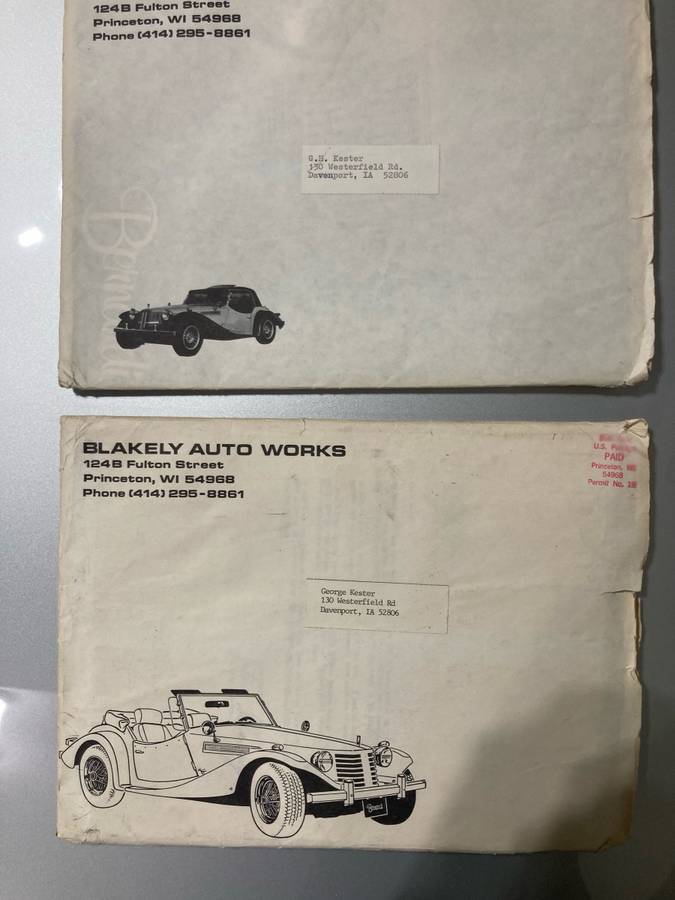 124B Fulton Street
Princeton, WI 54968
Phone (414) 295-8861
G.H. Kester
130 Westerfield Rd.
Davenport, IA 52806
BLAKELY AUTO WORKS
124B Fulton Street
Princeton, WI 54968
Phone (414) 295-8861
U.S.
PAID
Princeton,
54968
Permit No.
George Kester
130 Westerfield Rd
Davenport, IA 52806